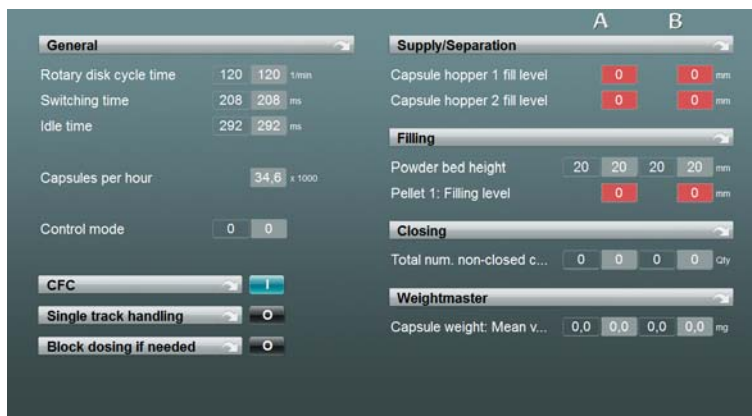 General
Rotary disk cycle time 120 120 1/min
Switching time 208 208 ms
Idle time 292 292 ms
Capsules per hour 34,6 x 1000
Control mode 0 0
CFC I
Single track handling O
Block dosing if needed O
A B
Supply/Separation
Capsule hopper 1 fill level 0 0 mm
Capsule hopper 2 fill level 0 0 mm
Filling
Powder bed height 20 20 20 20 mm
Pellet 1: Filling level 0 0 mm
Closing
Total num. non-closed c... 0 0 0 0 Qty
Weightmaster
Capsule weight: Mean v... 0,0 0,0 0,0 0,0 mg